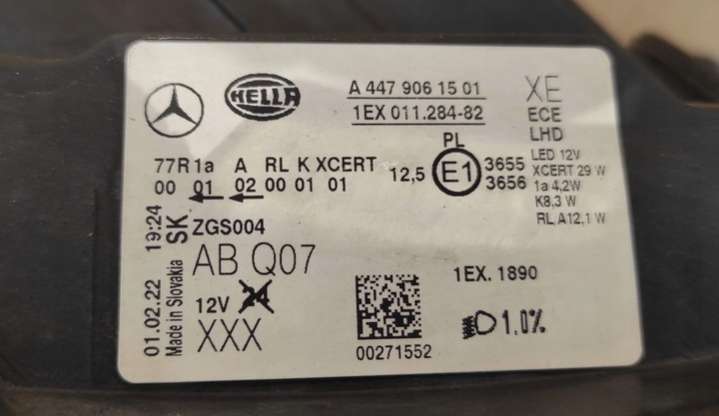 HELLA
A 447 906 15 01
1EX 011.284-82
XE
ECE
LHD
LED 12V
XCERT 29 W
1a 4,2W
K8,3 W
RL,A12,1 W
77R 1a A RL K XCERT
00 01 02 00 01 01
12,5
PL
E1
3655
3656
01.02.22 19:24
Made in Slovakia
SK
ZGS004
AB Q07
12V 24
XXX
00271552
1EX. 1890
1.0%